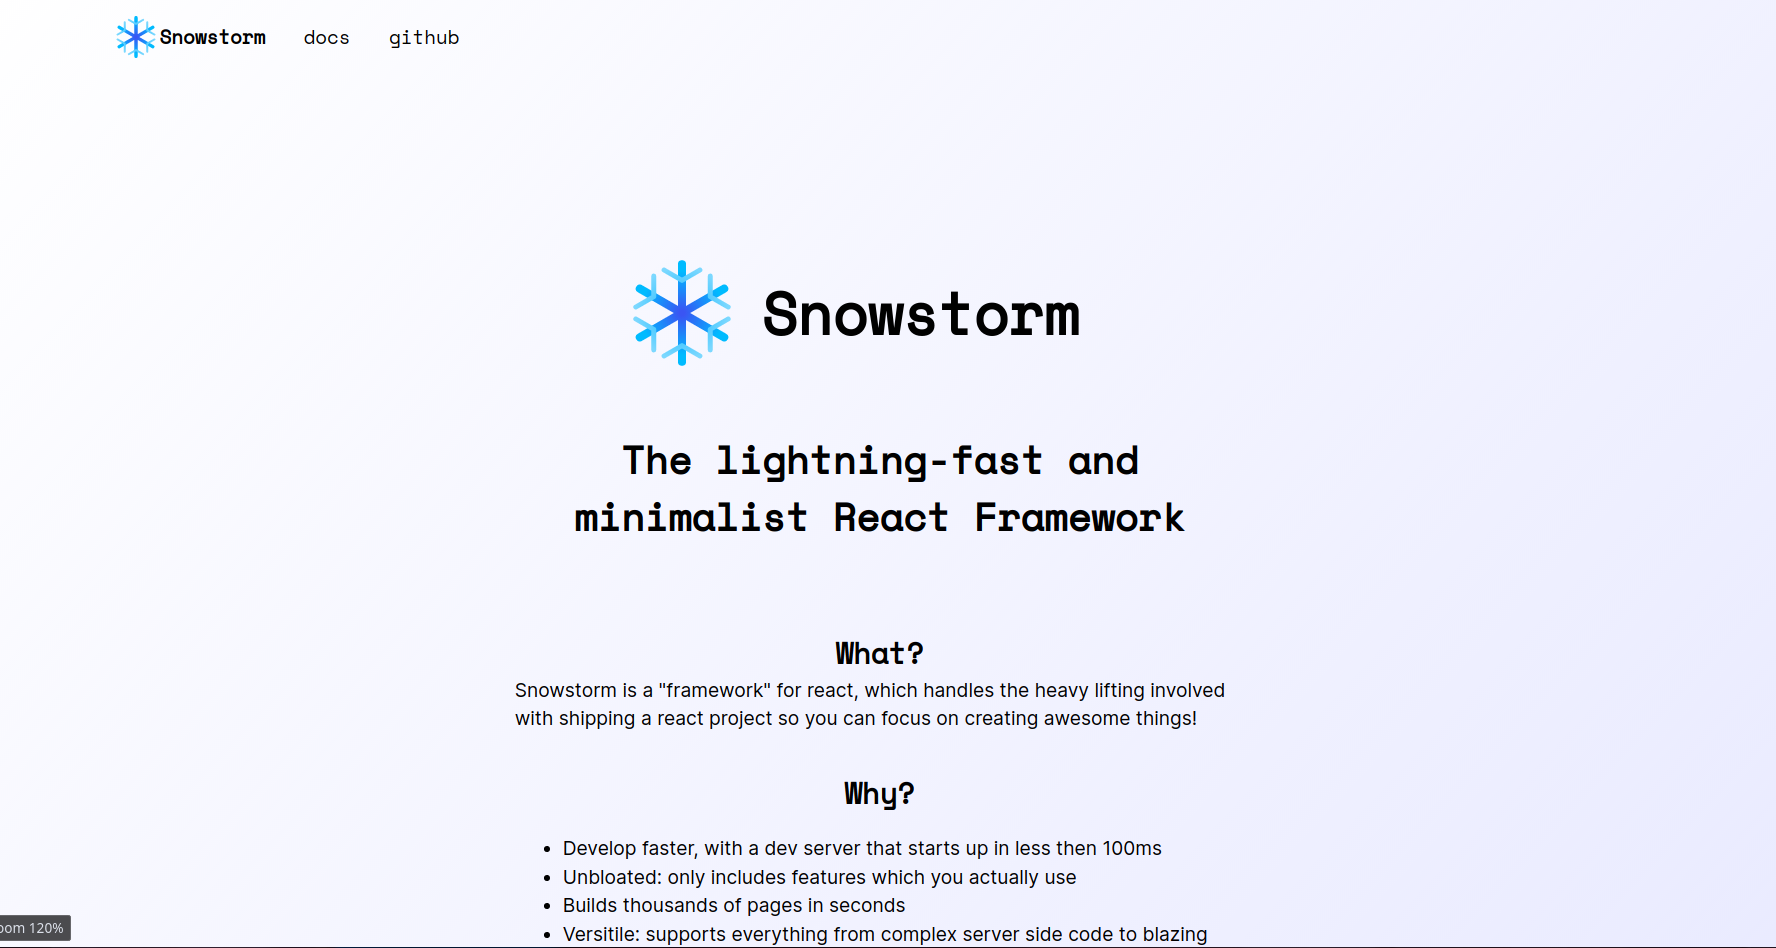 Snowstorm docs github
Snowstorm
The lightning-fast and
minimalist React Framework
What?
Snowstorm is a "framework" for react, which handles the heavy lifting involved
with shipping a react project so you can focus on creating awesome things!
Why?
• Develop faster, with a dev server that starts up in less then 100ms
• Unbloated: only includes features which you actually use
• Builds thousands of pages in seconds
• Versitile: supports everything from complex server side code to blazing
oom 120%